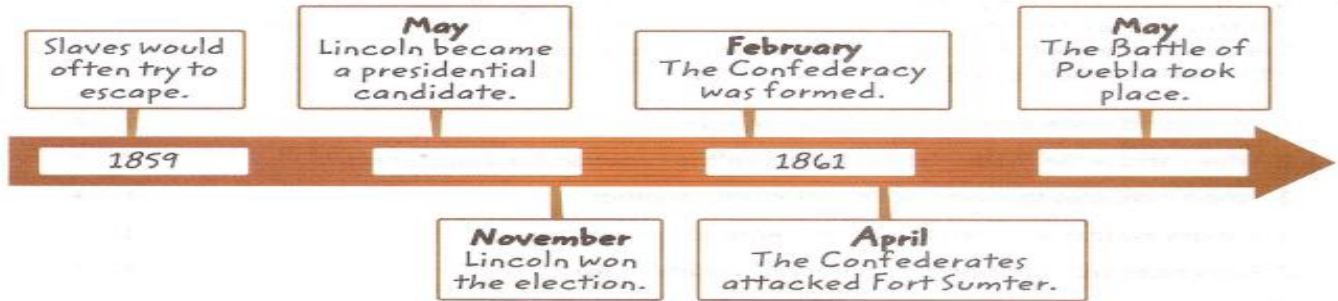 Slaves would
often try to
escape.
May
Lincoln became
a presidential
candidate.
February
The Confederacy
was formed.
May
The Battle of
Puebla took
place.
1859
1861
November
Lincoln won
the election.
April
The Confederates
attacked Fort Sumter.